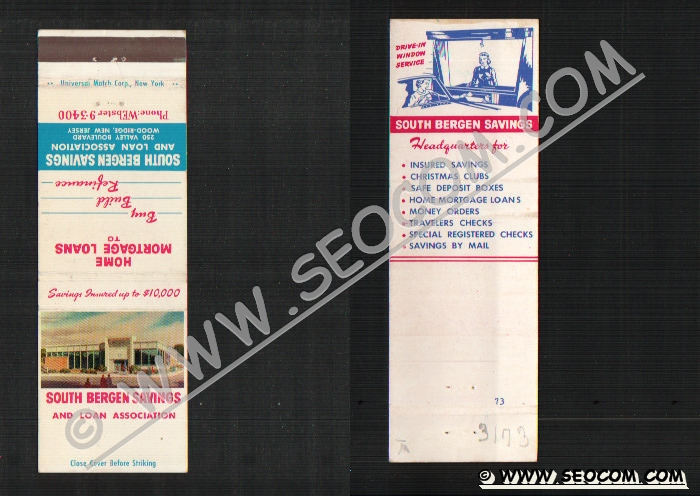 Universal Match Corp., New York
Phone: WEbster 9-3400
WOOD-RIDGE, NEW JERSEY
250 VALLEY BOULEVARD
AND LOAN ASSOCIATION
SOUTH BERGEN SAVINGS
Refinance
Build
Buy
MORTGAGE LOANS
TO
HOME
Savings Insured up to $10,000
SOUTH BERGEN SAVINGS
AND LOAN ASSOCIATION
Close Cover Before Striking
DRIVE-IN
WINDOW
SERVICE
SOUTH BERGEN SAVINGS
Headquarters for
• INSURED SAVINGS
• CHRISTMAS CLUBS
• SAFE DEPOSIT BOXES
• HOME MORTGAGE LOANS
• MONEY ORDERS
• TRAVELERS CHECKS
• SPECIAL REGISTERED CHECKS
• SAVINGS BY MAIL
73
3173
© WWW.SEOCOM.COM
© WWW.SEOCOM.COM